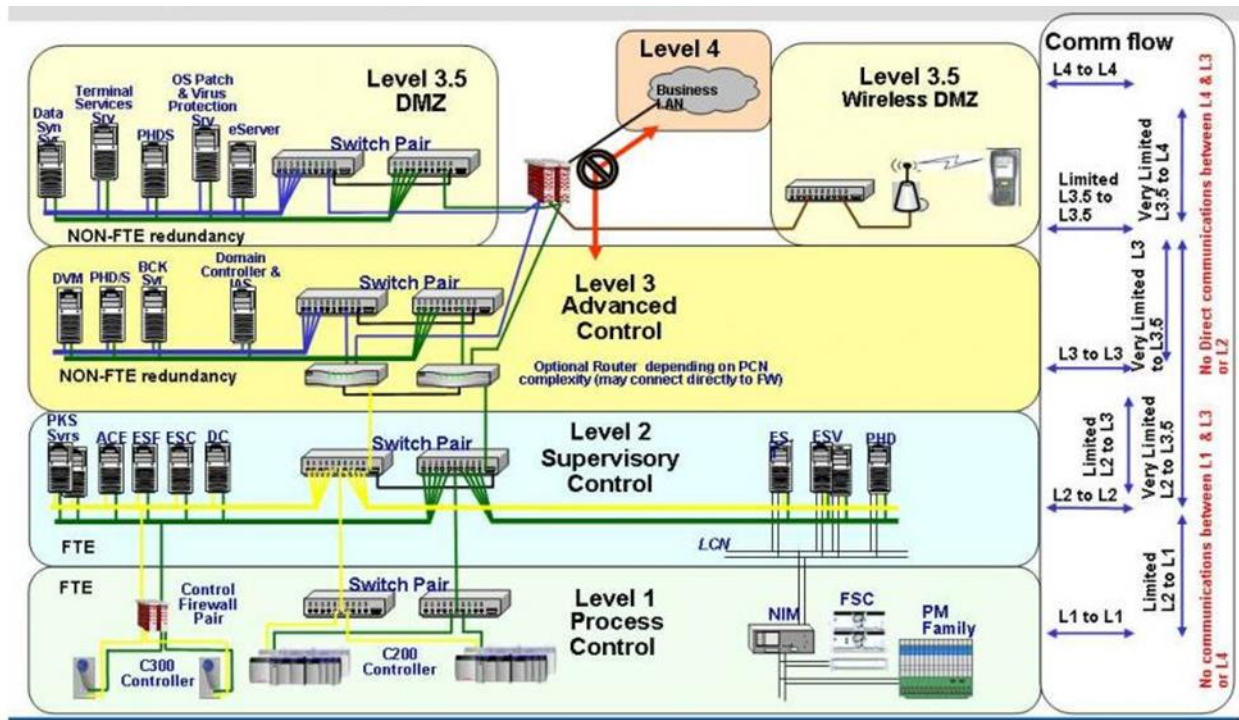 Level 3.5
DMZ
Data
Syn
Svr
Terminal
Services
Srv
PHDS
OS Patch
& Virus
Protection
Srv
eServer
Switch Pair
NON-FTE redundancy
Level 4
Business
LAN
Level 3.5
Wireless DMZ
Level 3
Advanced
Control
DVM
PHD/S
BCK
Svr
Domain
Controller &
IAS
Switch Pair
NON-FTE redundancy
Optional Router depending on PCN
complexity (may connect directly to FW)
Level 2
Supervisory
Control
PKS
Svrs
ACE
ESF
ESC
DC
Switch Pair
ESV
PHD
FTE
LCN
Level 1
Process
Control
FTE
Control
Firewall
Pair
Switch Pair
C300
Controller
C200
Controller
NIM
FSC
PM
Family
Comm flow
L4 to L4
Very Limited
L3.5 to L4
Limited
L3.5 to
L3.5
Very Limited L3
to L3.5
L3 to L3
Limited
L2 to L3
Very Limited
L2 to L3.5
L2 to L2
Limited
L2 to L1
L1 to L1
No Direct communications between L4 & L3
or L2
No communications between L1 & L3
or L4